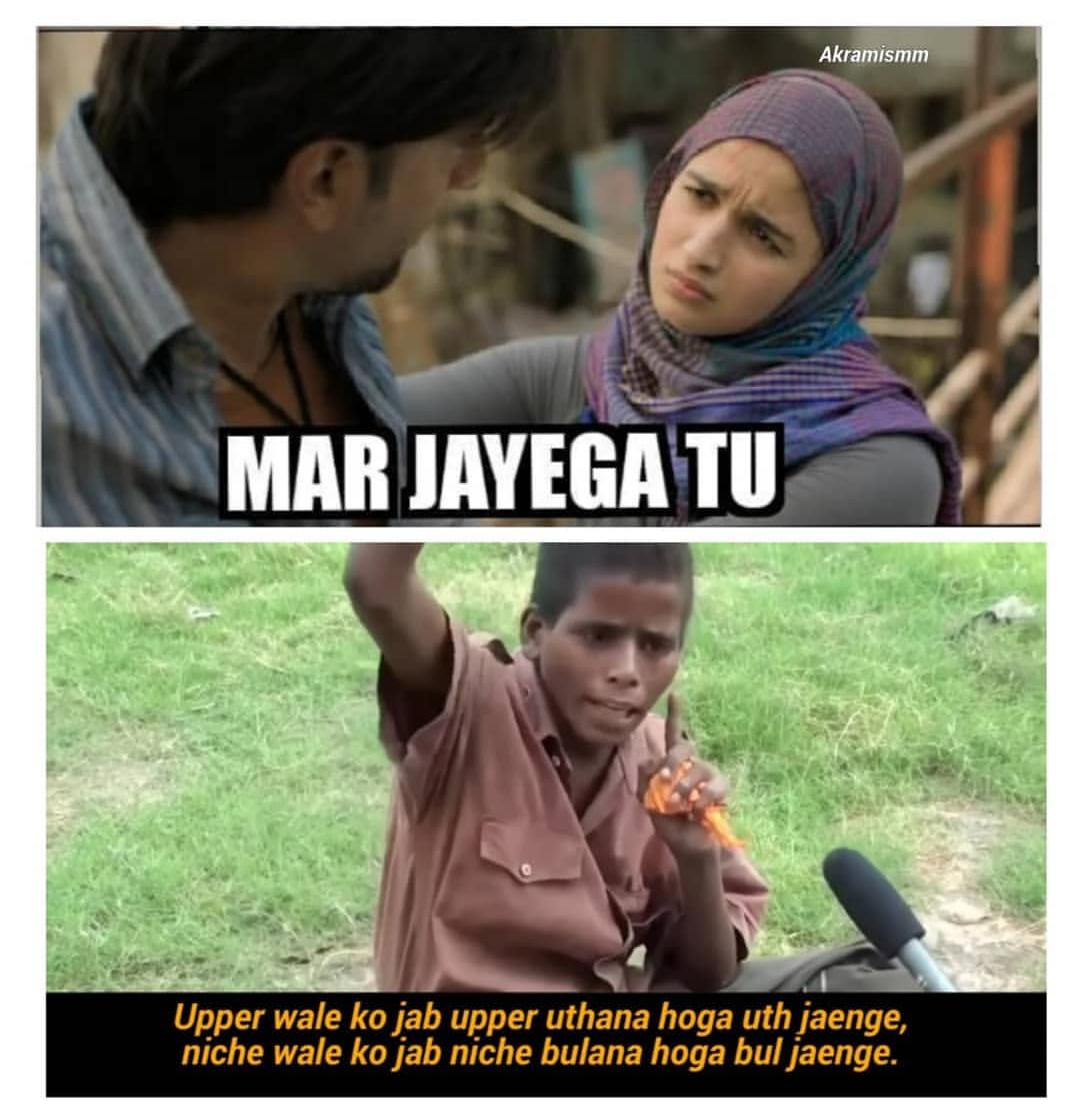 Akramismm
MAR JAYEGA TU
Upper wale ko jab upper uthana hoga uth jaenge,
niche wale ko jab niche bulana hoga bul jaenge.